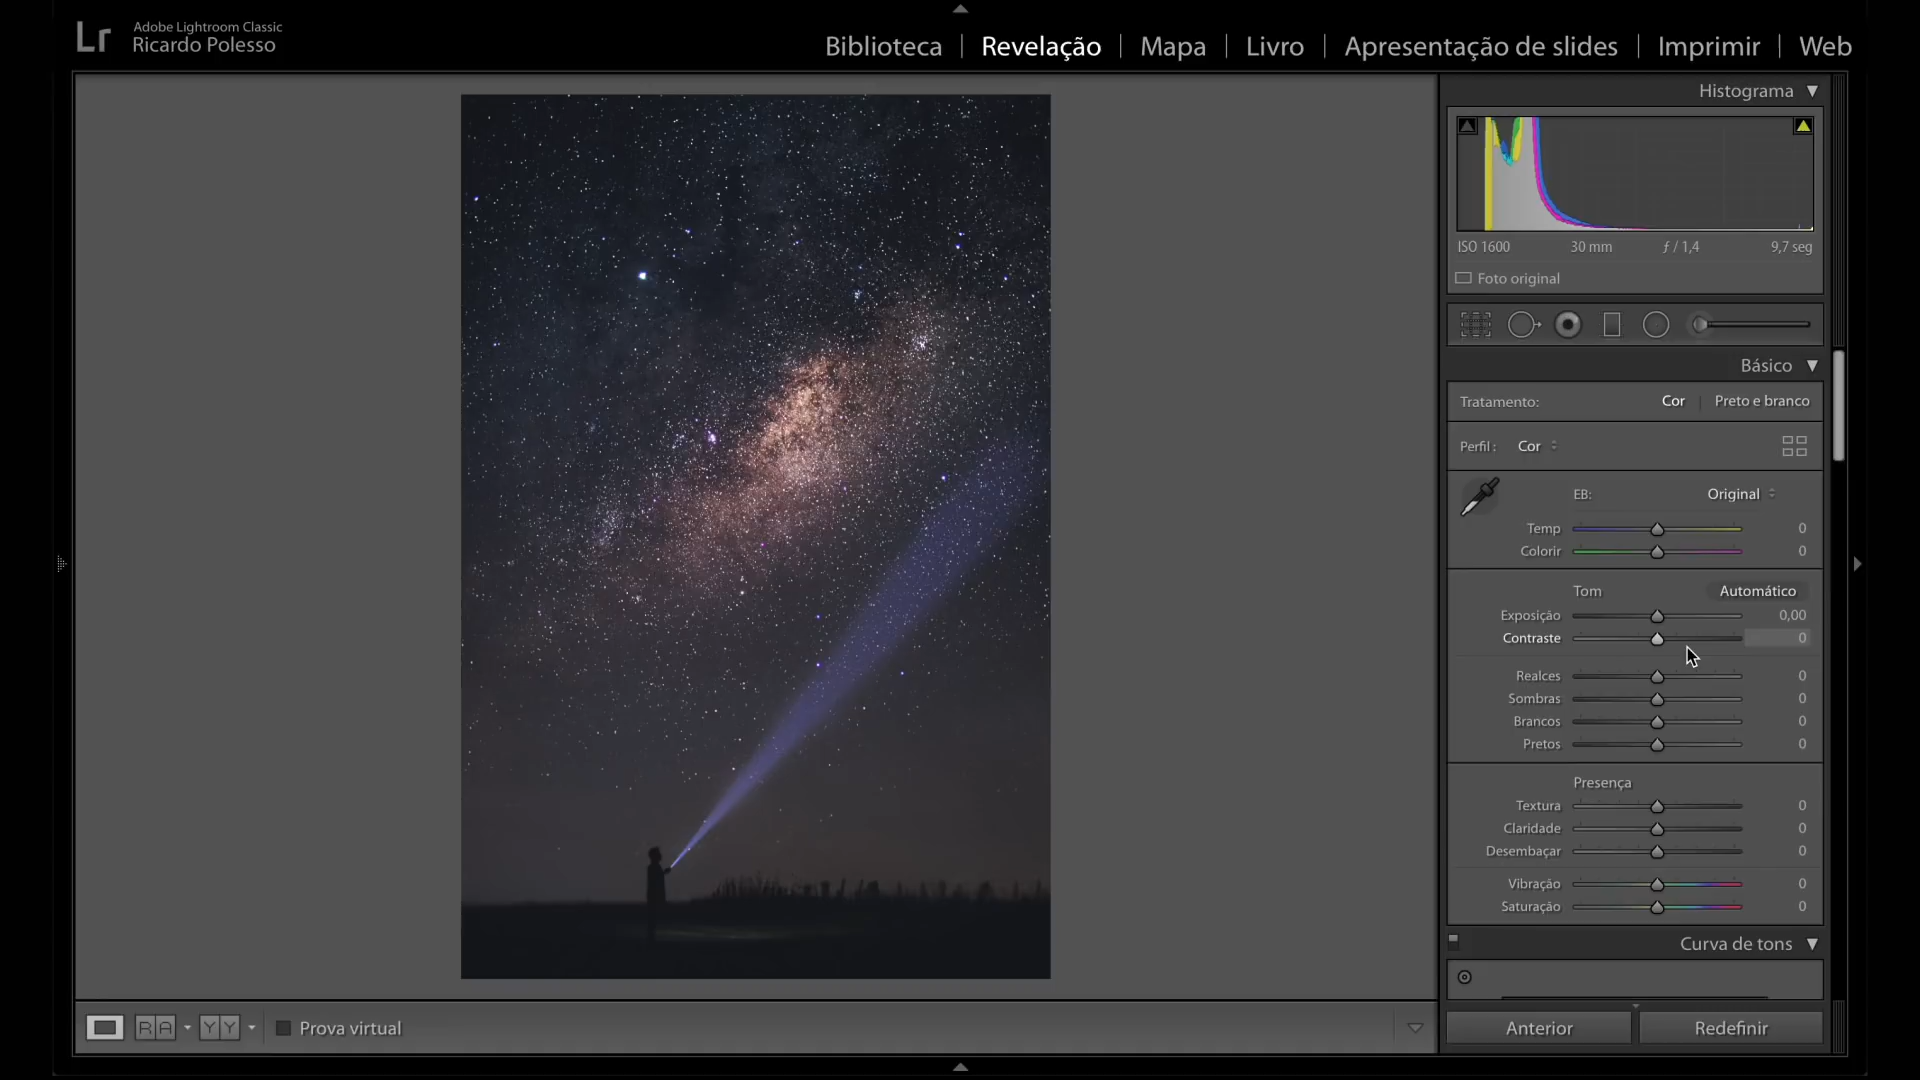 Lr
Adobe Lightroom Classic
Ricardo Polesso
Biblioteca | Revelação | Mapa | Livro | Apresentação de slides | Imprimir | Web
Histograma
ISO 1600 30 mm ƒ / 1,4 9,7 seg
Foto original
Básico
Tratamento: Cor | Preto e branco
Perfil : Cor
EB: Original
Temp 0
Colorir 0
Tom Automático
Exposição 0,00
Contraste 0
Realces 0
Sombras 0
Brancos 0
Pretos 0
Presença
Textura 0
Claridade 0
Desembaçar 0
Vibração 0
Saturação 0
Curva de tons
R A Y Y Prova virtual
Anterior Redefinir